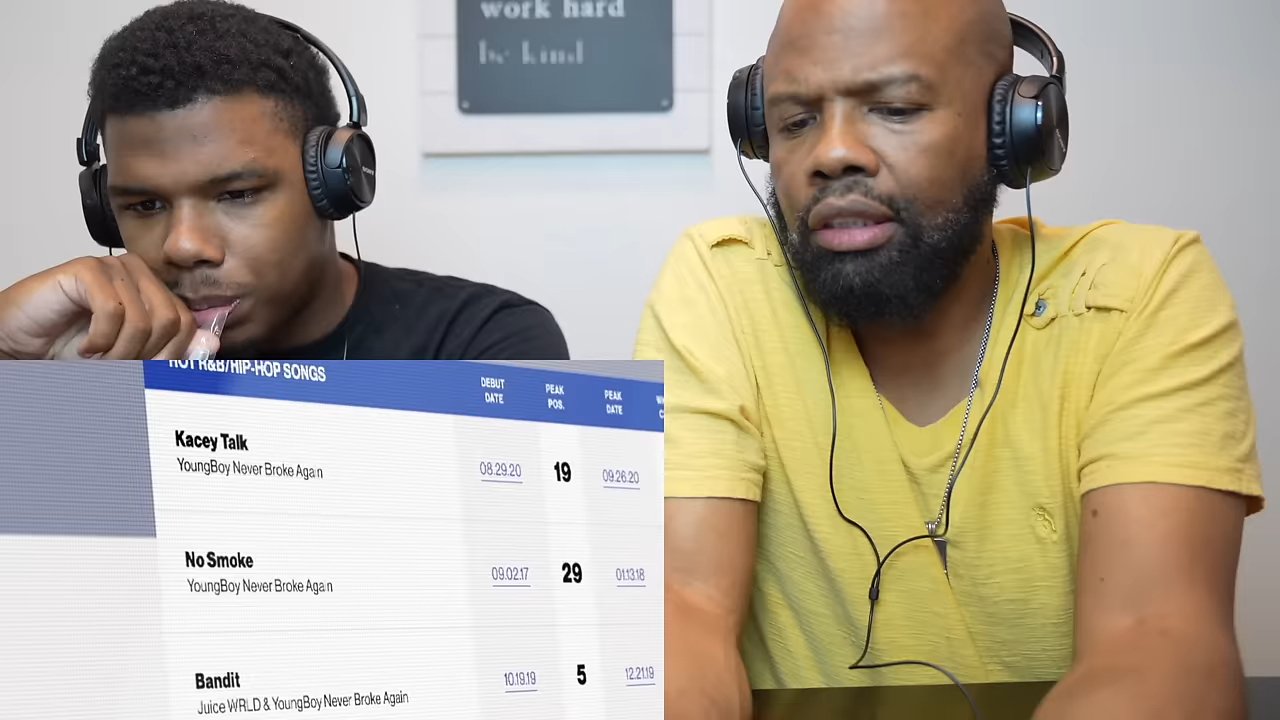 work hard
be kind
SONY
HOT R&B/HIP-HOP SONGS
DEBUT
DATE
PEAK
POS.
PEAK
DATE
Kacey Talk
YoungBoy Never Broke Again
08.29.20
19
09.26.20
No Smoke
YoungBoy Never Broke Again
09.02.17
29
01.13.18
Bandit
Juice WRLD & YoungBoy Never Broke Again
10.19.19
5
12.21.19